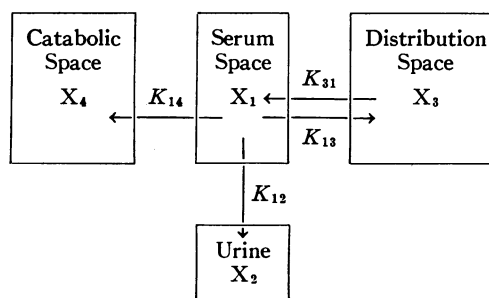 Catabolic
Space
X₄
K₁₄
Serum
Space
X₁
K₃₁
K₁₃
Distribution
Space
X₃
K₁₂
Urine
X₂